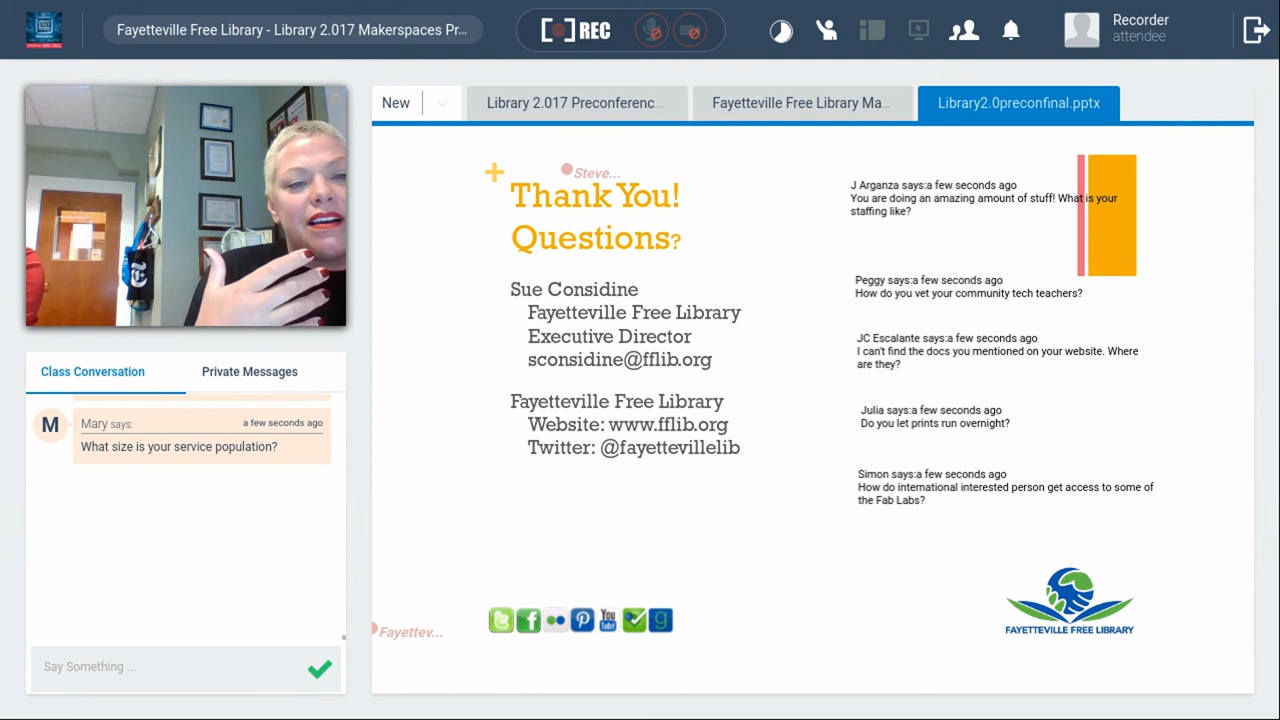 Fayetteville Free Library - Library 2.017 Makerspaces Pr...
REC
Recorder
attendee
New
Library 2.017 Preconferenc
Fayetteville Free Library Ma...
Library2.0preconfinal.pptx
Steve...
Thank You!
Questions?
Sue Considine
Fayetteville Free Library
Executive Director
sconsidine@fflib.org
Fayetteville Free Library
Website: www.fflib.org
Twitter: @fayettevillelib
J Arganza says:a few seconds ago
You are doing an amazing amount of stuff! What is your
staffing like?
Peggy says:a few seconds ago
How do you vet your community tech teachers?
JC Escalante says:a few seconds ago
I can't find the docs you mentioned on your website. Where
are they?
Julia says:a few seconds ago
Do you let prints run overnight?
Simon says:a few seconds ago
How do international interested person get access to some of
the Fab Labs?
You
Tube
FAYETTEVILLE FREE LIBRARY
Fayettev...
Class Conversation
Private Messages
M
Mary says:
a few seconds ago
What size is your service population?
Say Something ...